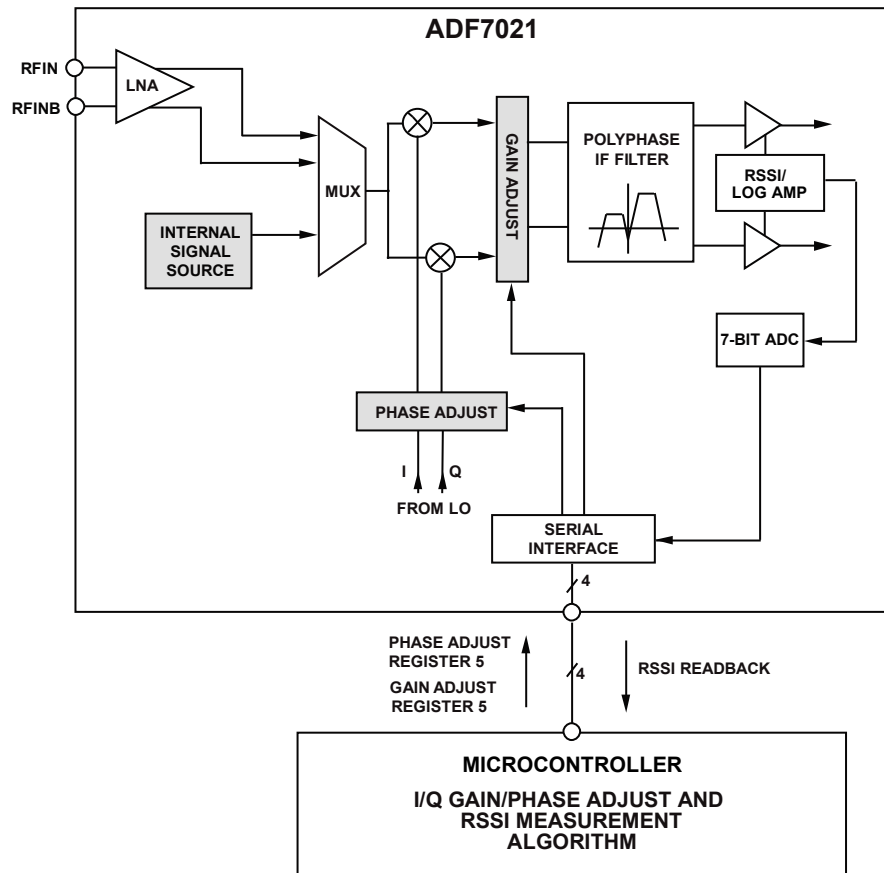 ADF7021
RFIN
LNA
RFINB
MUX
INTERNAL
SIGNAL
SOURCE
GAIN ADJUST
POLYPHASE
IF FILTER
RSSI/
LOG AMP
7-BIT ADC
PHASE ADJUST
I
Q
FROM LO
SERIAL
INTERFACE
4
PHASE ADJUST
REGISTER 5
GAIN ADJUST
REGISTER 5
4
RSSI READBACK
MICROCONTROLLER
I/Q GAIN/PHASE ADJUST AND
RSSI MEASUREMENT
ALGORITHM